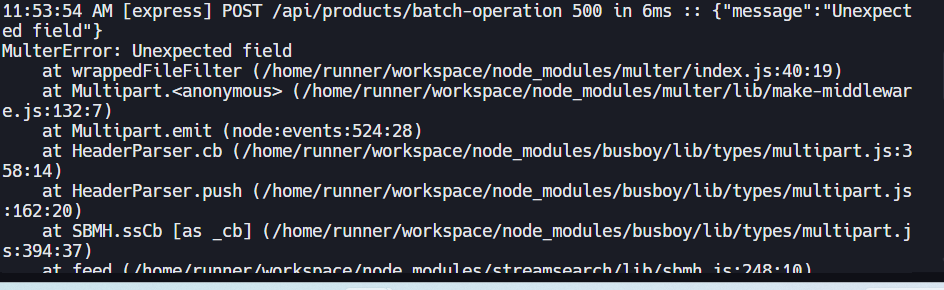 11:53:54 AM [express] POST /api/products/batch-operation 500 in 6ms :: {"message":"Unexpect
ed field"}
MulterError: Unexpected field
    at wrappedFileFilter (/home/runner/workspace/node_modules/multer/index.js:40:19)
    at Multipart.<anonymous> (/home/runner/workspace/node_modules/multer/lib/make-middlewar
e.js:132:7)
    at Multipart.emit (node:events:524:28)
    at HeaderParser.cb (/home/runner/workspace/node_modules/busboy/lib/types/multipart.js:3
58:14)
    at HeaderParser.push (/home/runner/workspace/node_modules/busboy/lib/types/multipart.js
:162:20)
    at SBMH.ssCb [as _cb] (/home/runner/workspace/node_modules/busboy/lib/types/multipart.j
s:394:37)
    at feed (/home/runner/workspace/node_modules/streamsearch/lib/sbmh.js:248:10)